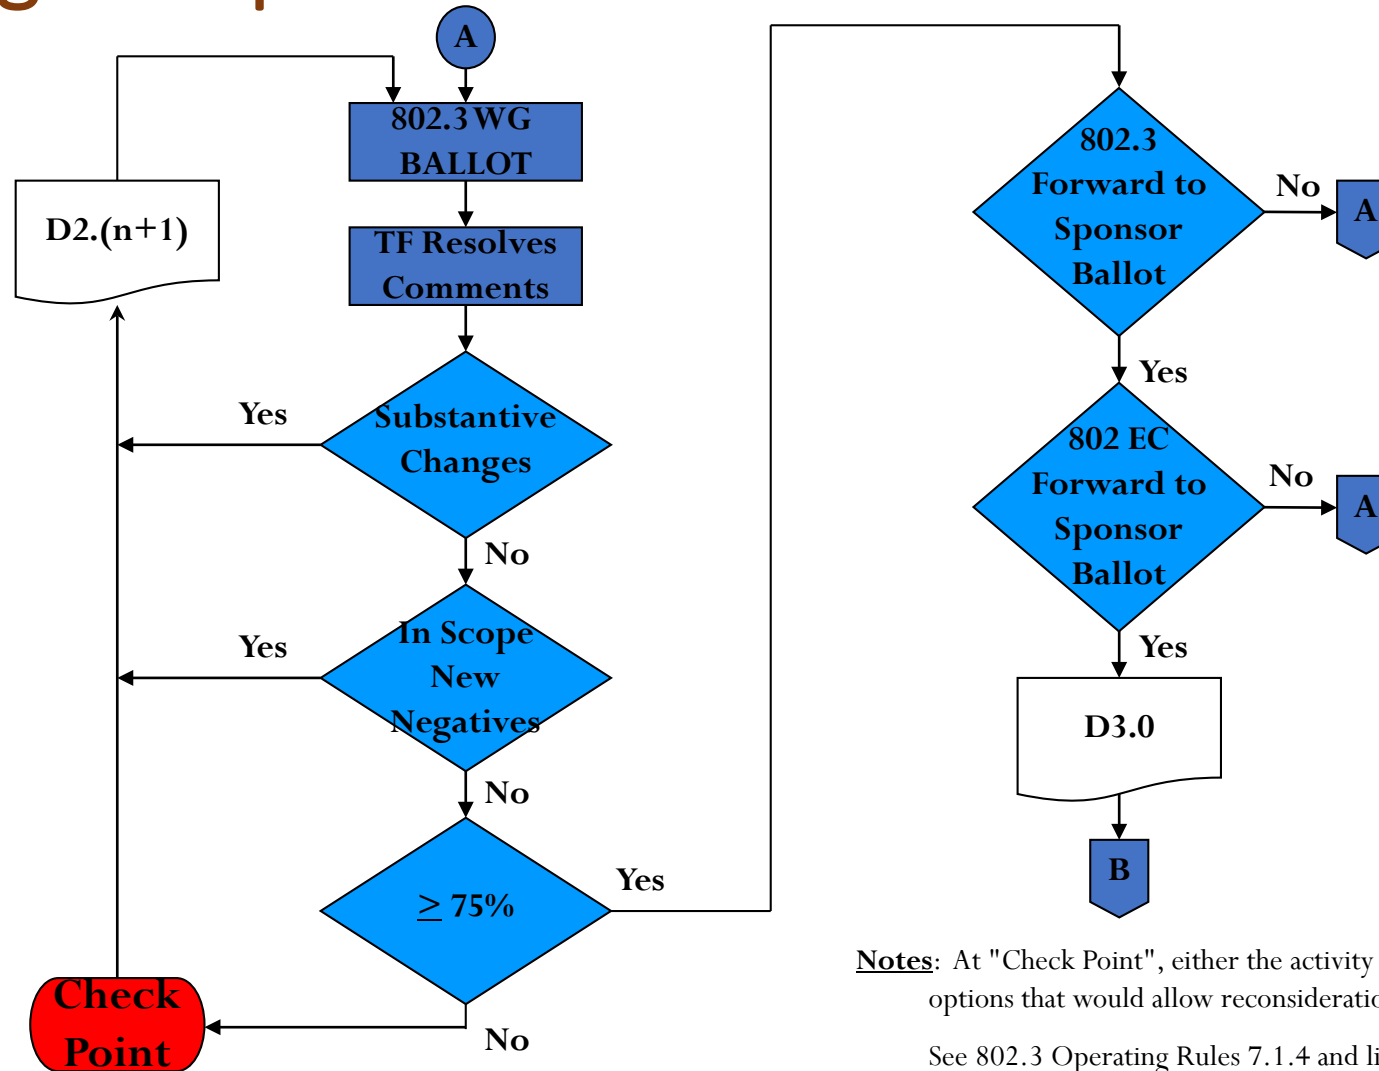 A
802.3 WG
BALLOT
D2.(n+1)
TF Resolves
Comments
Yes
Substantive
Changes
No
Yes
In Scope
New
Negatives
No
≥ 75%
Yes
No
Check
Point
802.3
Forward to
Sponsor
Ballot
No
A
Yes
802 EC
Forward to
Sponsor
Ballot
No
A
Yes
D3.0
B
Notes: At "Check Point", either the activity
options that would allow
See 802.3 Operating Rules 7.1.4 and